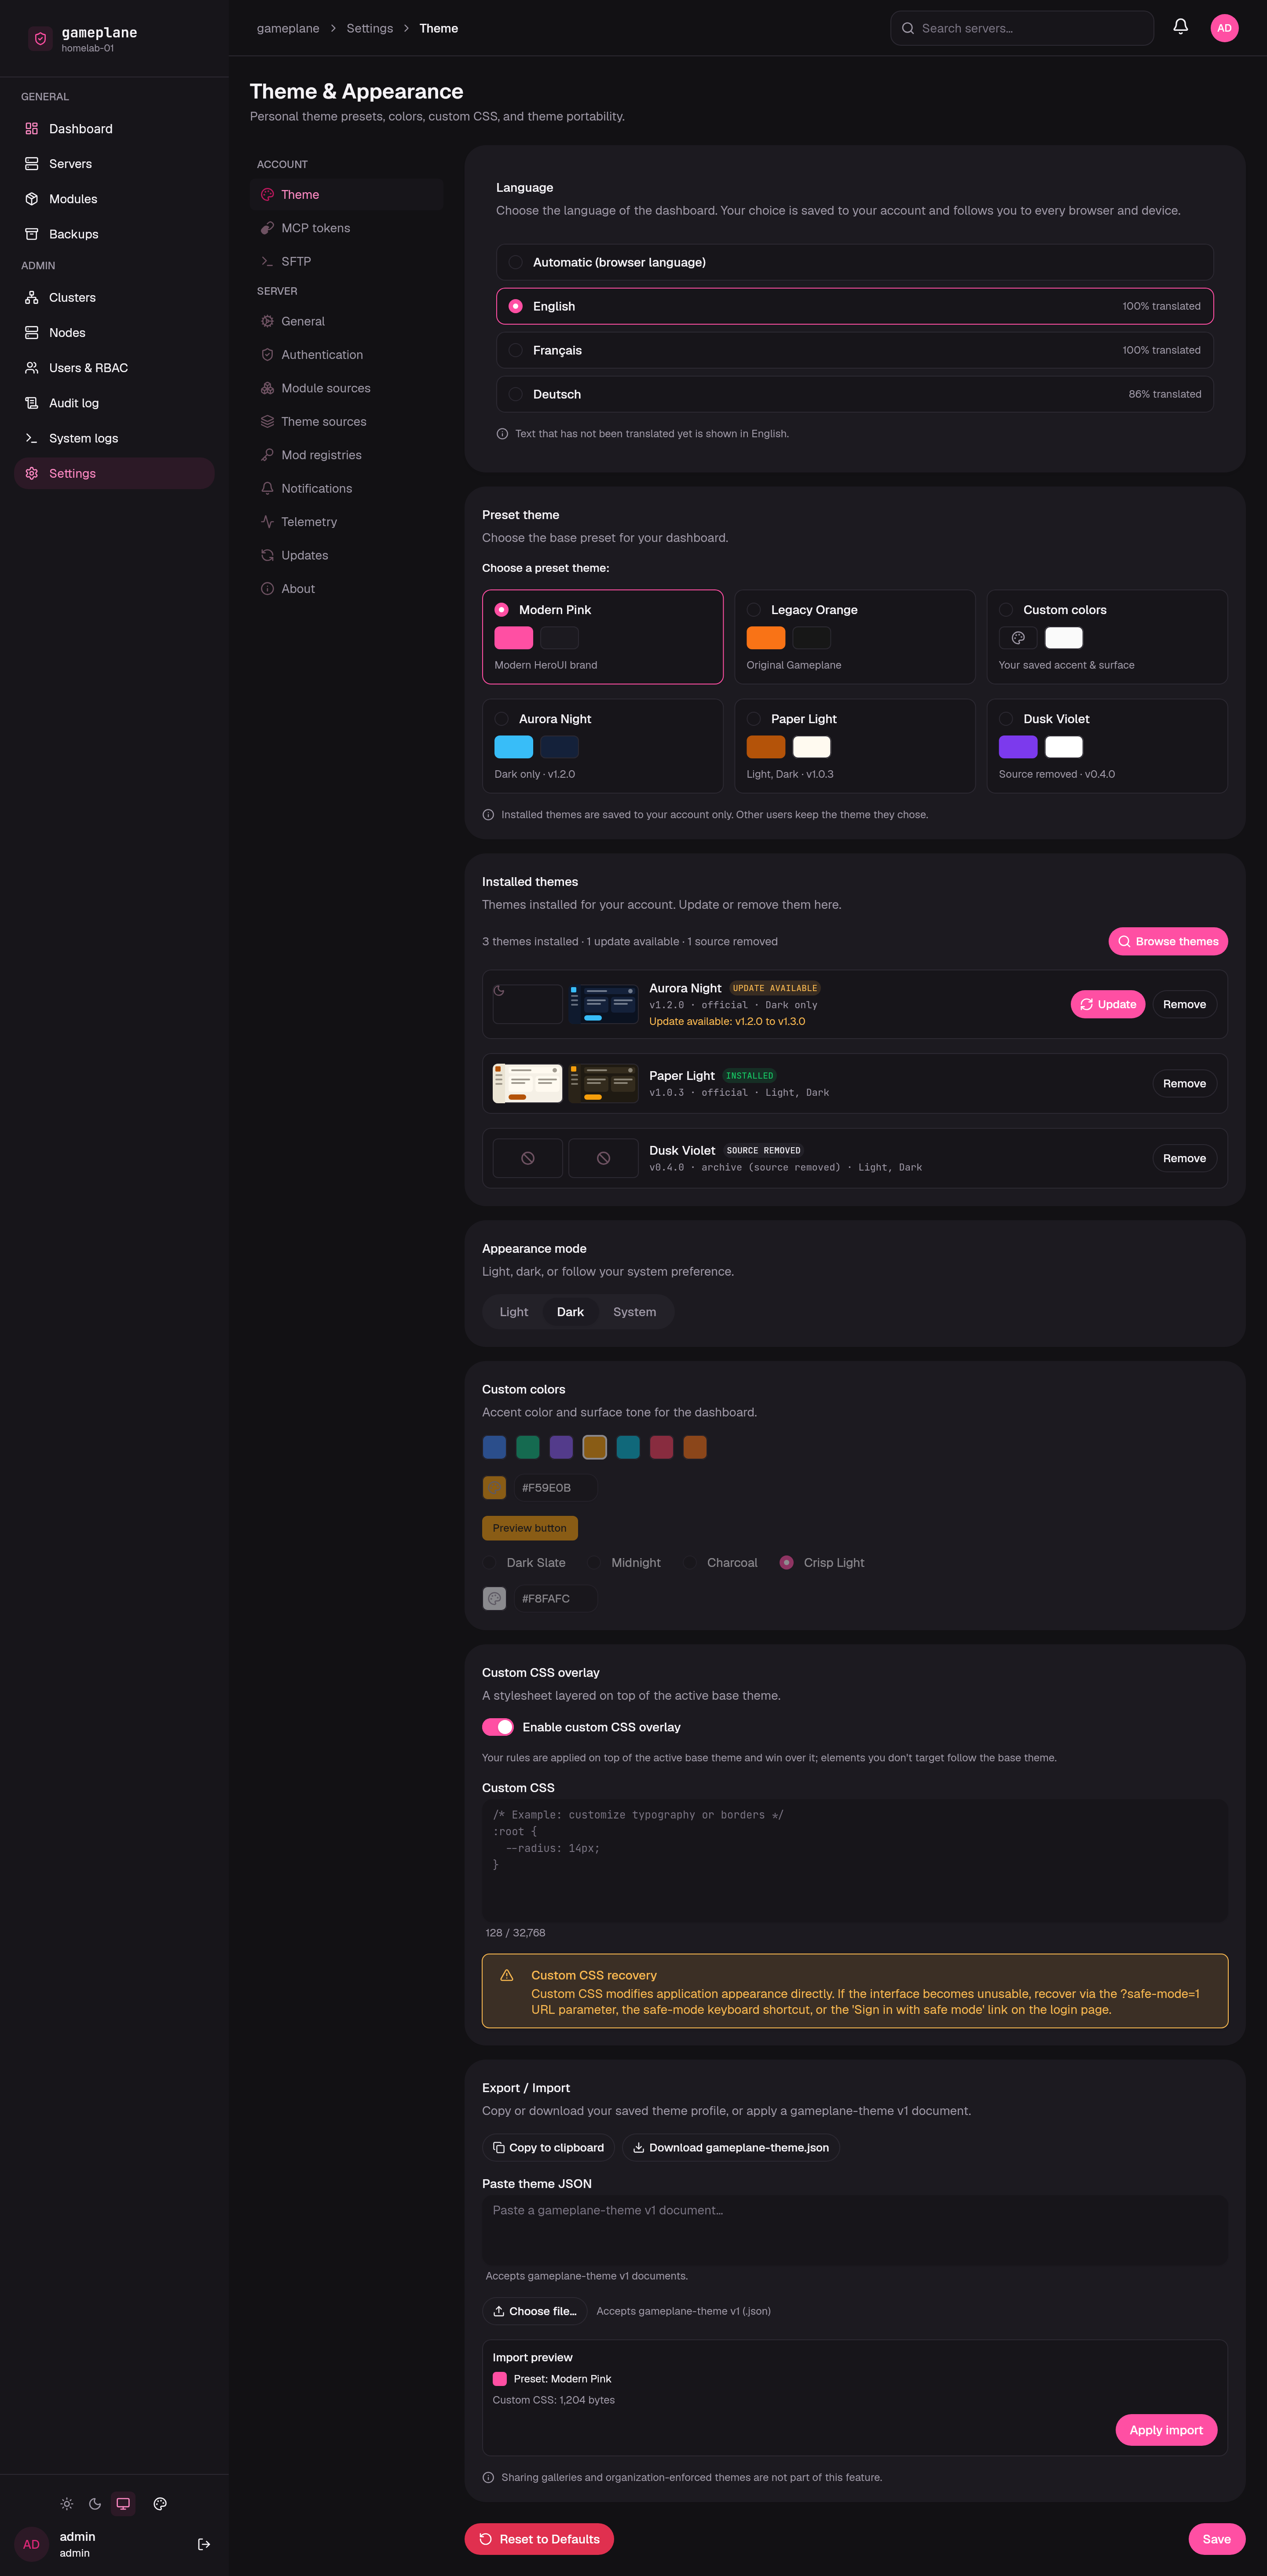 gameplane
homelab-01
GENERAL
Dashboard
Servers
Modules
Backups
ADMIN
Clusters
Nodes
Users & RBAC
Audit log
System logs
Settings
AD
admin
admin
gameplane
Settings
Theme
Search servers...
AD
Theme & Appearance
Personal theme presets, colors, custom CSS, and theme portability.
ACCOUNT
Theme
MCP tokens
SFTP
SERVER
General
Authentication
Module sources
Theme sources
Mod registries
Notifications
Telemetry
Updates
About
Language
Choose the language of the dashboard. Your choice is saved to your account and follows you to every browser and device.
Automatic (browser language)
English
100% translated
Français
100% translated
Deutsch
86% translated
Text that has not been translated yet is shown in English.
Preset theme
Choose the base preset for your dashboard.
Choose a preset theme:
Modern Pink
Modern HeroUI brand
Legacy Orange
Original Gameplane
Custom colors
Your saved accent & surface
Aurora Night
Dark only · v1.2.0
Paper Light
Light, Dark · v1.0.3
Dusk Violet
Source removed · v0.4.0
Installed themes are saved to your account only. Other users keep the theme they chose.
Installed themes
Themes installed for your account. Update or remove them here.
3 themes installed · 1 update available · 1 source removed
Browse themes
Aurora Night UPDATE AVAILABLE
v1.2.0 · official · Dark only
Update available: v1.2.0 to v1.3.0
Update
Remove
Paper Light INSTALLED
v1.0.3 · official · Light, Dark
Remove
Dusk Violet SOURCE REMOVED
v0.4.0 · archive (source removed) · Light, Dark
Remove
Appearance mode
Light, dark, or follow your system preference.
Light
Dark
System
Custom colors
Accent color and surface tone for the dashboard.
#F59E0B
Preview button
Dark Slate
Midnight
Charcoal
Crisp Light
#F8FAFC
Custom CSS overlay
A stylesheet layered on top of the active base theme.
Enable custom CSS overlay
Your rules are applied on top of the active base theme and win over it; elements you don't target follow the base theme.
Custom CSS
/* Example: customize typography or borders */
:root {
--radius: 14px;
}
128 / 32,768
Custom CSS recovery
Custom CSS modifies application appearance directly. If the interface becomes unusable, recover via the ?safe-mode=1
URL parameter, the safe-mode keyboard shortcut, or the 'Sign in with safe mode' link on the login page.
Export / Import
Copy or download your saved theme profile, or apply a gameplane-theme v1 document.
Copy to clipboard
Download gameplane-theme.json
Paste theme JSON
Paste a gameplane-theme v1 document...
Accepts gameplane-theme v1 documents.
Choose file...
Accepts gameplane-theme v1 (.json)
Import preview
Preset: Modern Pink
Custom CSS: 1,204 bytes
Apply import
Sharing galleries and organization-enforced themes are not part of this feature.
Reset to Defaults
Save